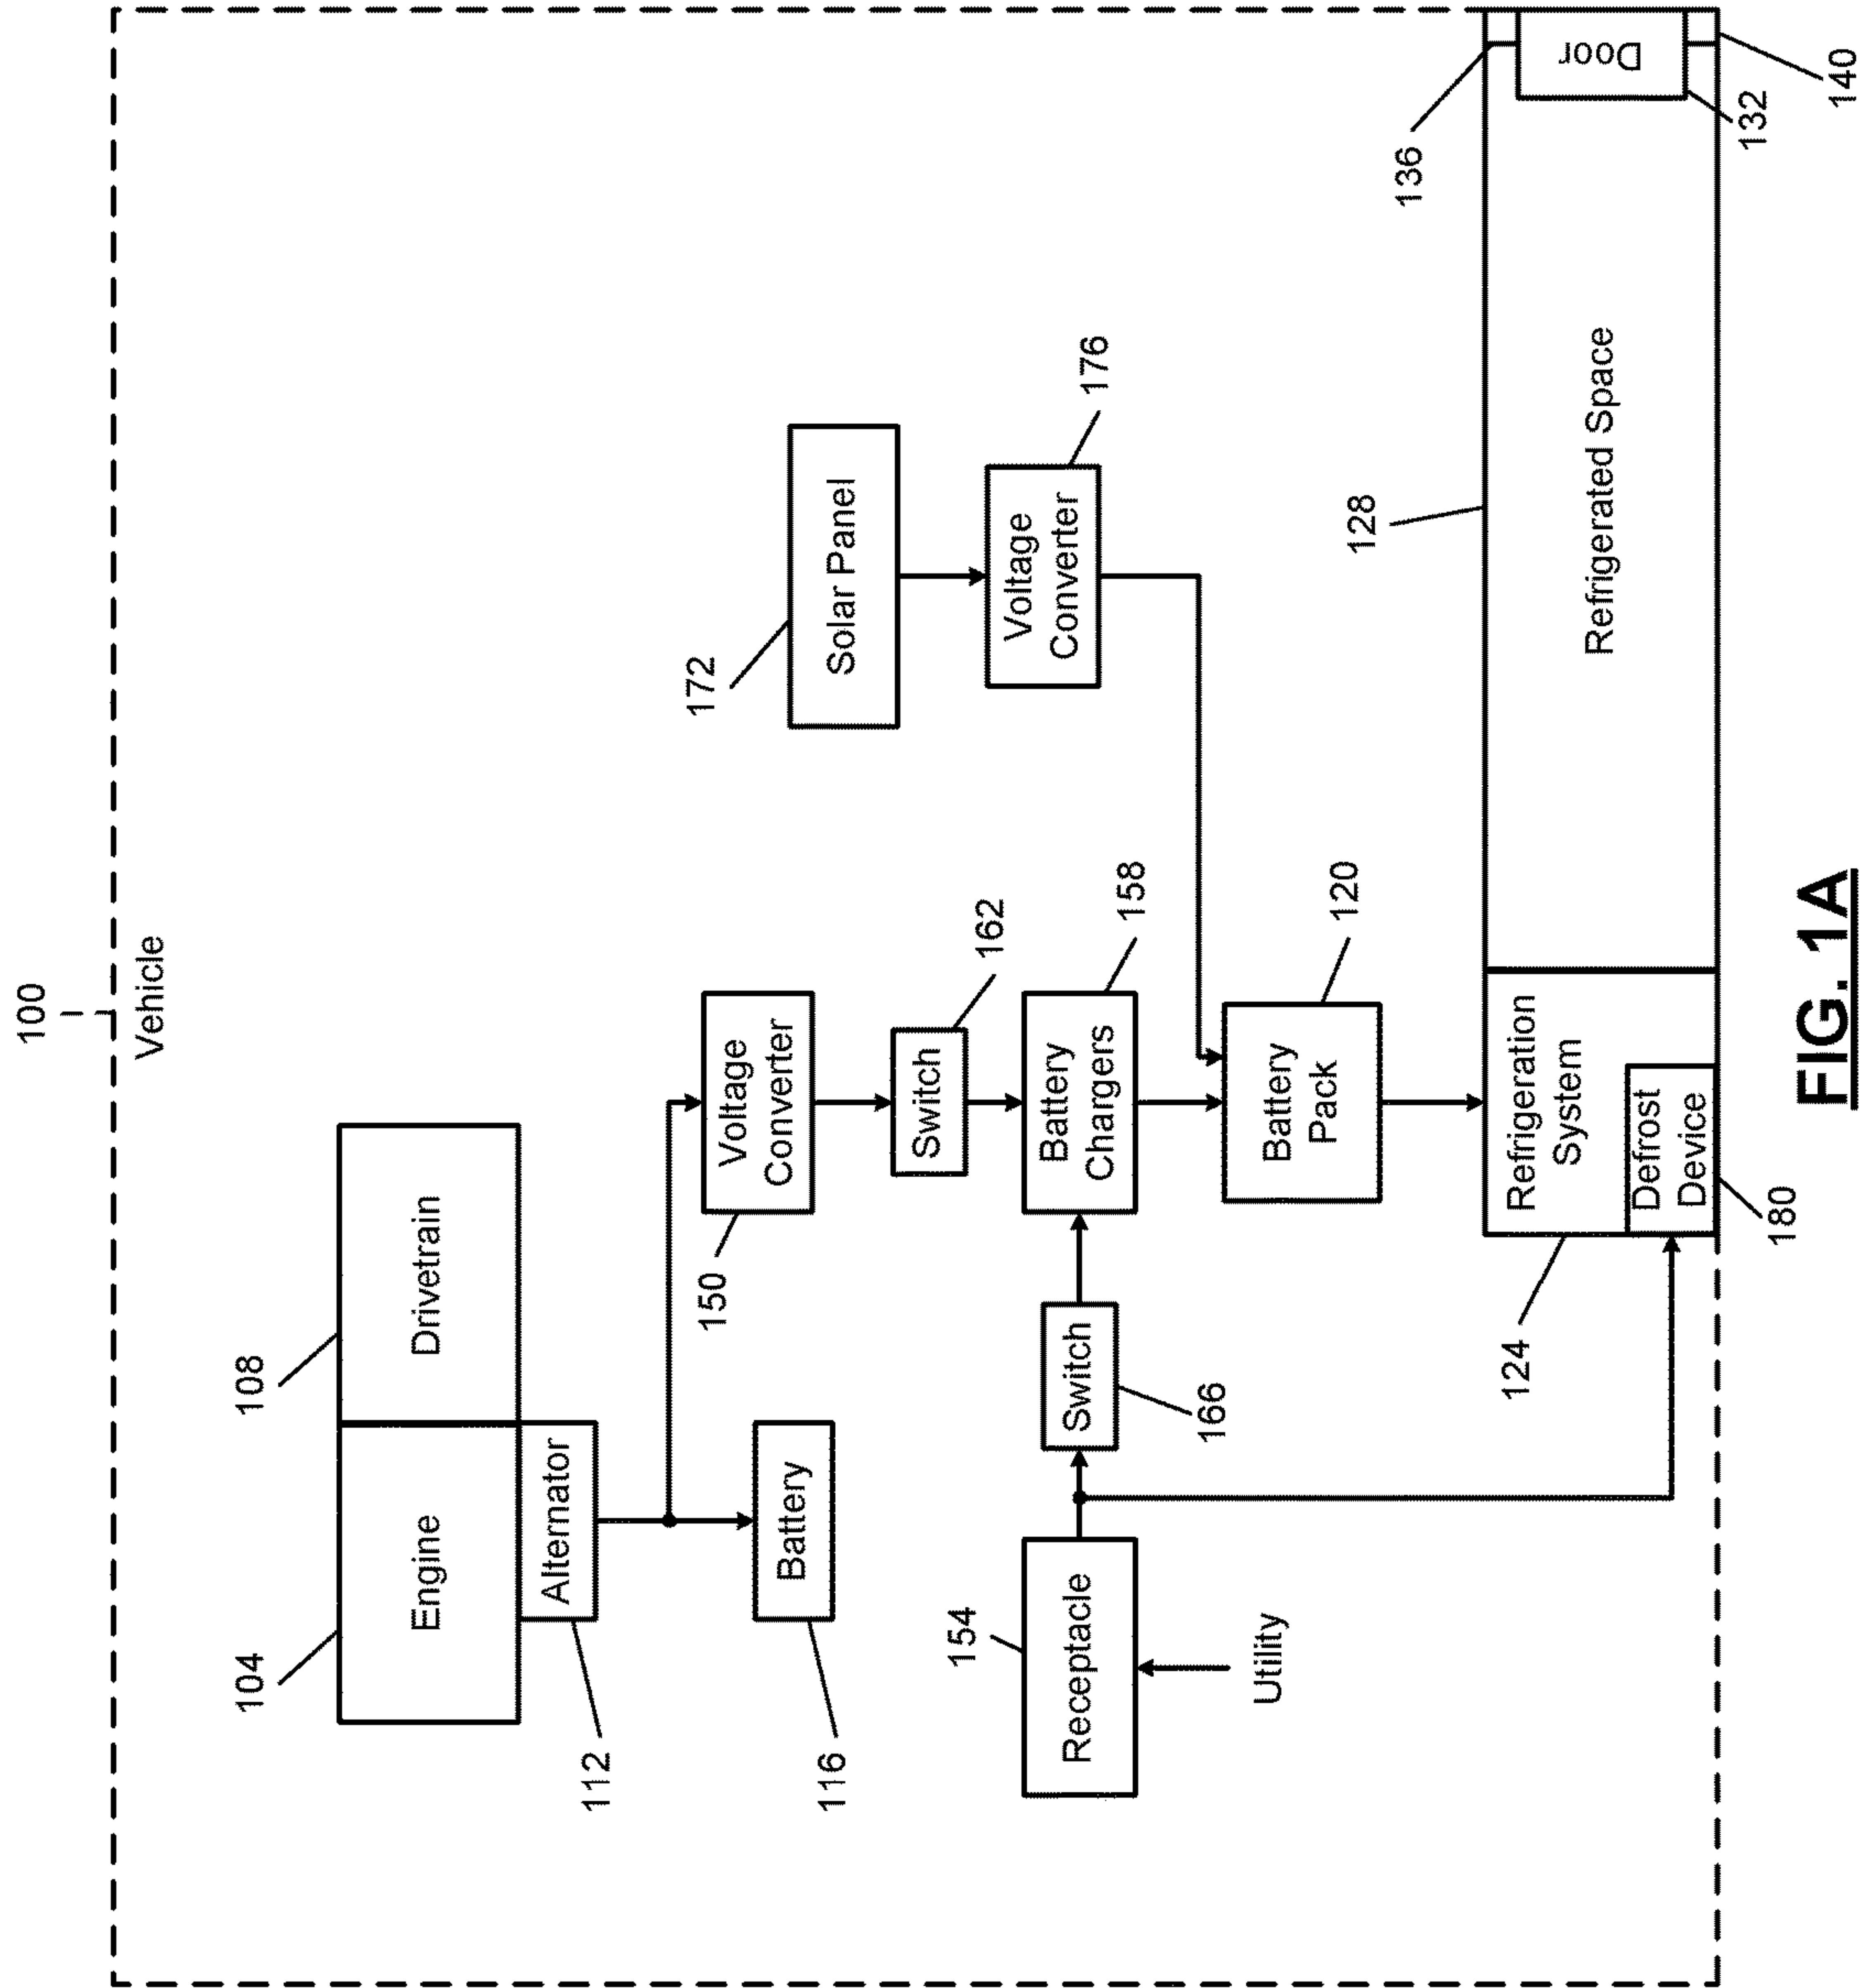 100
Vehicle
104
108
Engine
Drivetrain
Alternator
112
Battery
116
150
Voltage
Converter
Switch
162
172
Solar Panel
Voltage
Converter
176
154
Receptacle
Utility
Switch
166
Battery
Chargers
158
Battery
Pack
120
124
Refrigeration
System
Defrost
Device
180
128
Refrigerated Space
136
Door
132
140
FIG. 1A